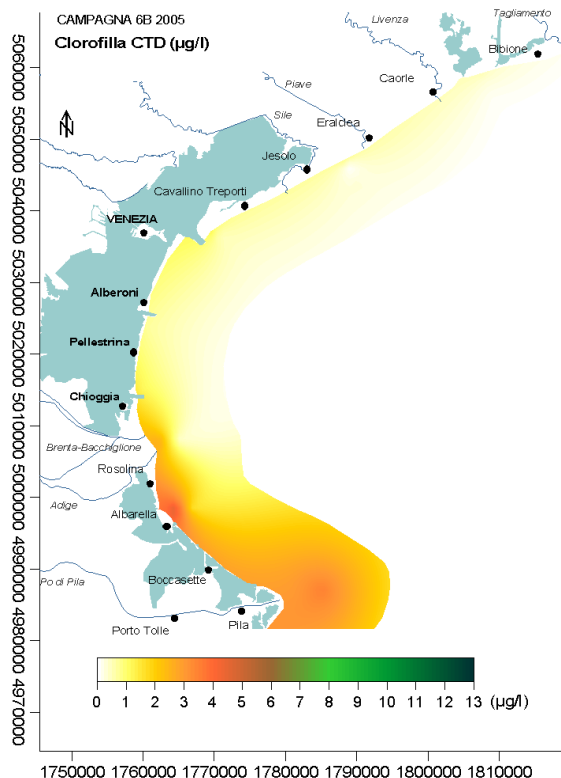 CAMPAGNA 6B 2005
Clorofilla CTD (µg/l)
Tagliamento
Livenza
Bibione
Caorle
Piave
Eraldea
Sile
N
Jesolo
Cavallino Treporti
VENEZIA
Alberoni
Pellestrina
Chioggia
Brenta-Bacchiglione
Rosolina
Adige
Albarella
Po di Pila
Boccasette
Porto Tolle
Pila
0 1 2 3 4 5 6 7 8 9 10 11 12 13 (µg/l)
5060000
5050000
5040000
5030000
5020000
5010000
5000000
4990000
4980000
4970000
1750000 1760000 1770000 1780000 1790000 1800000 1810000